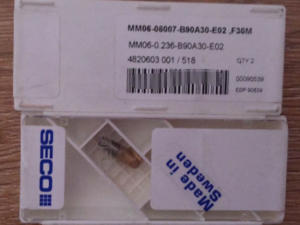 MM06-06007-B90A30-E02 ,F30M
MM06-0.236-B90A30-E02
4820603 001 / 518
QTY 2
00090539
SECO
Made in
Sweden